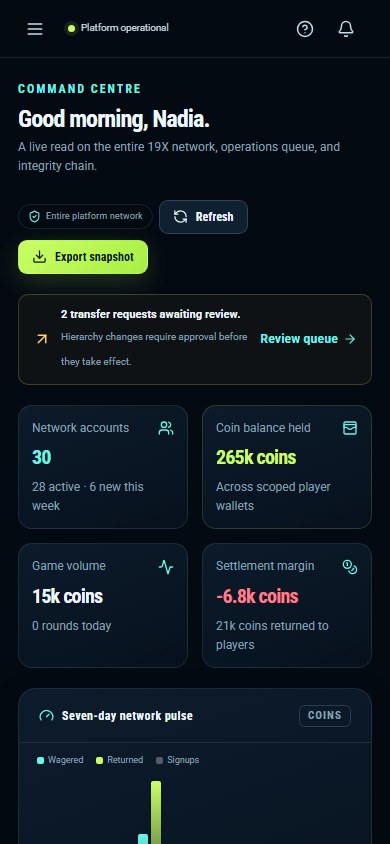 Platform operational
COMMAND CENTRE
Good morning, Nadia.
A live read on the entire 19X network, operations queue, and
integrity chain.
Entire platform network
Refresh
Export snapshot
2 transfer requests awaiting review.
Hierarchy changes require approval before
they take effect.
Review queue
Network accounts
30
28 active · 6 new this
week
Coin balance held
265k coins
Across scoped player
wallets
Game volume
15k coins
0 rounds today
Settlement margin
-6.8k coins
21k coins returned to
players
Seven-day network pulse
COINS
Wagered
Returned
Signups